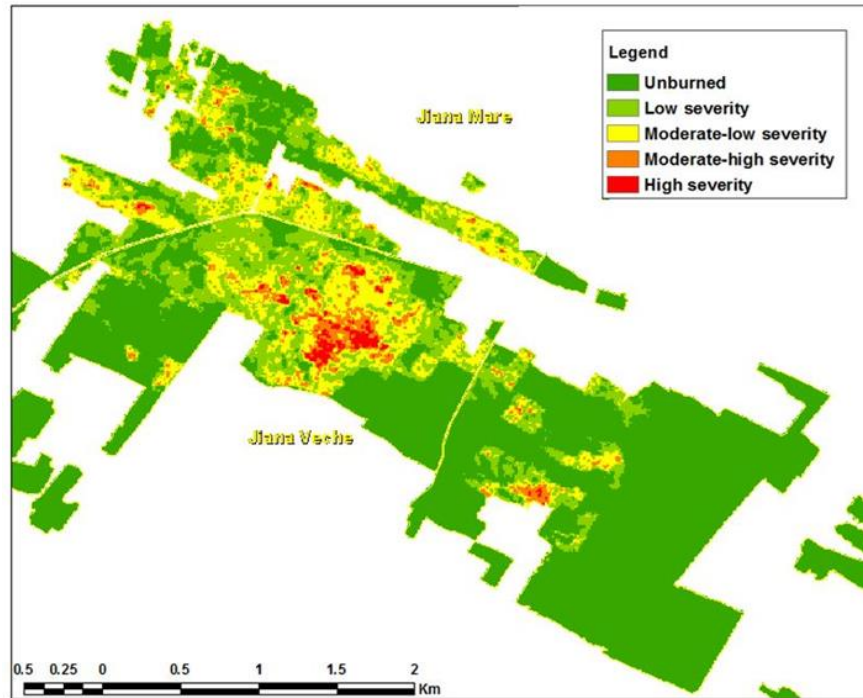 Jiana Mare
Legend
Unburned
Low severity
Moderate-low severity
Moderate-high severity
High severity
Jiana Veche
0.5 0.25 0 0.5 1 1.5 2
Km